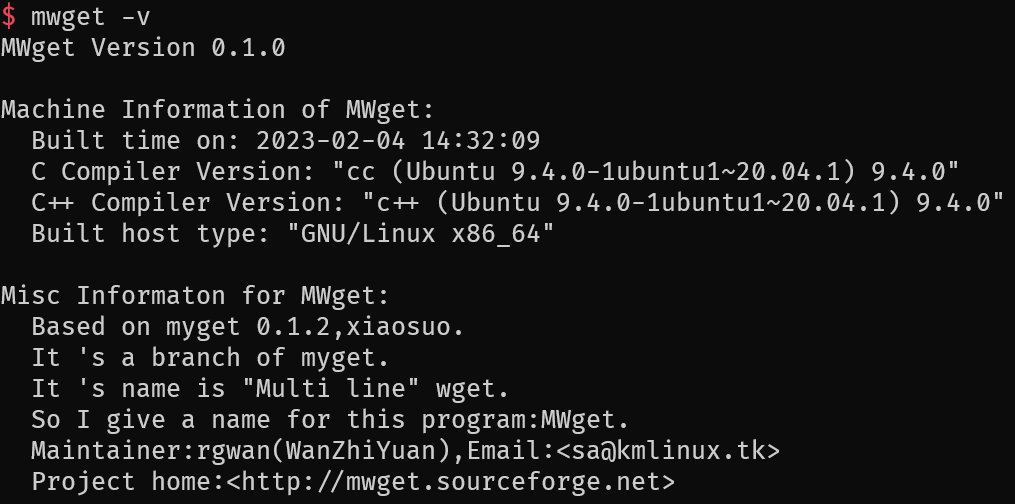 $ mwget -v
MWget Version 0.1.0

Machine Information of MWget:
  Built time on: 2023-02-04 14:32:09
  C Compiler Version: "cc (Ubuntu 9.4.0-1ubuntu1~20.04.1) 9.4.0"
  C++ Compiler Version: "c++ (Ubuntu 9.4.0-1ubuntu1~20.04.1) 9.4.0"
  Built host type: "GNU/Linux x86_64"

Misc Informaton for MWget:
  Based on myget 0.1.2,xiaosuo.
  It 's a branch of myget.
  It 's name is "Multi line" wget.
  So I give a name for this program:MWget.
  Maintainer:rgwan(WanZhiYuan),Email:<sa@kmlinux.tk>
  Project home:<http://mwget.sourceforge.net>